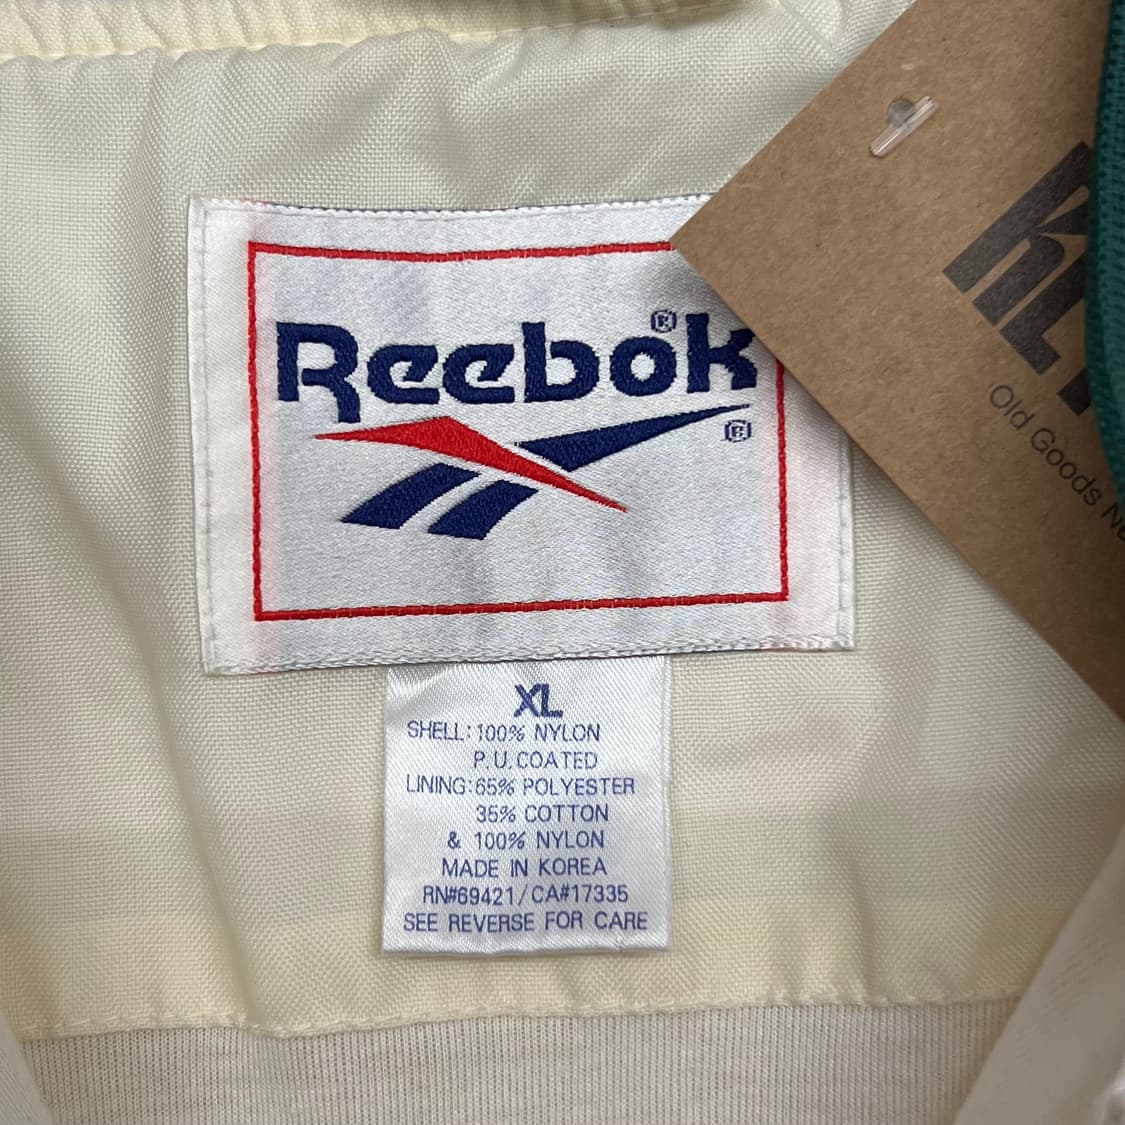 Reebok®
®
XL
SHELL: 100% NYLON
P.U. COATED
LINING: 65% POLYESTER
35% COTTON
& 100% NYLON
MADE IN KOREA
RN#69421/CA#17335
SEE REVERSE FOR CARE
Old Goods